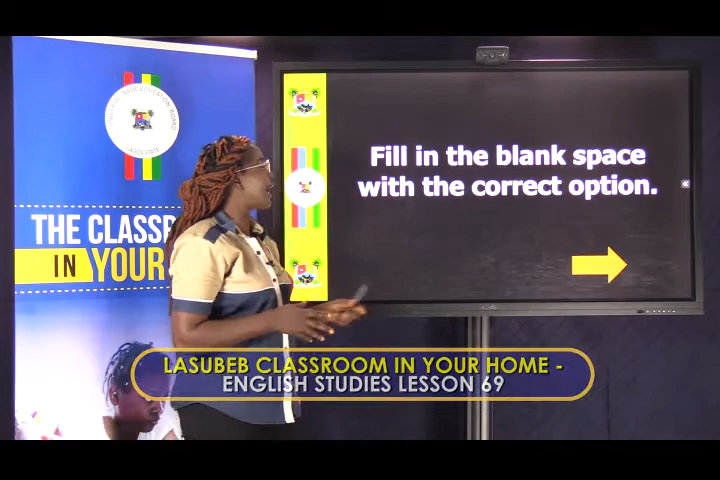 THE CLASSR
IN YOUR
Fill in the blank space
with the correct option.
LASUBEB CLASSROOM IN YOUR HOME -
ENGLISH STUDIES LESSON 69